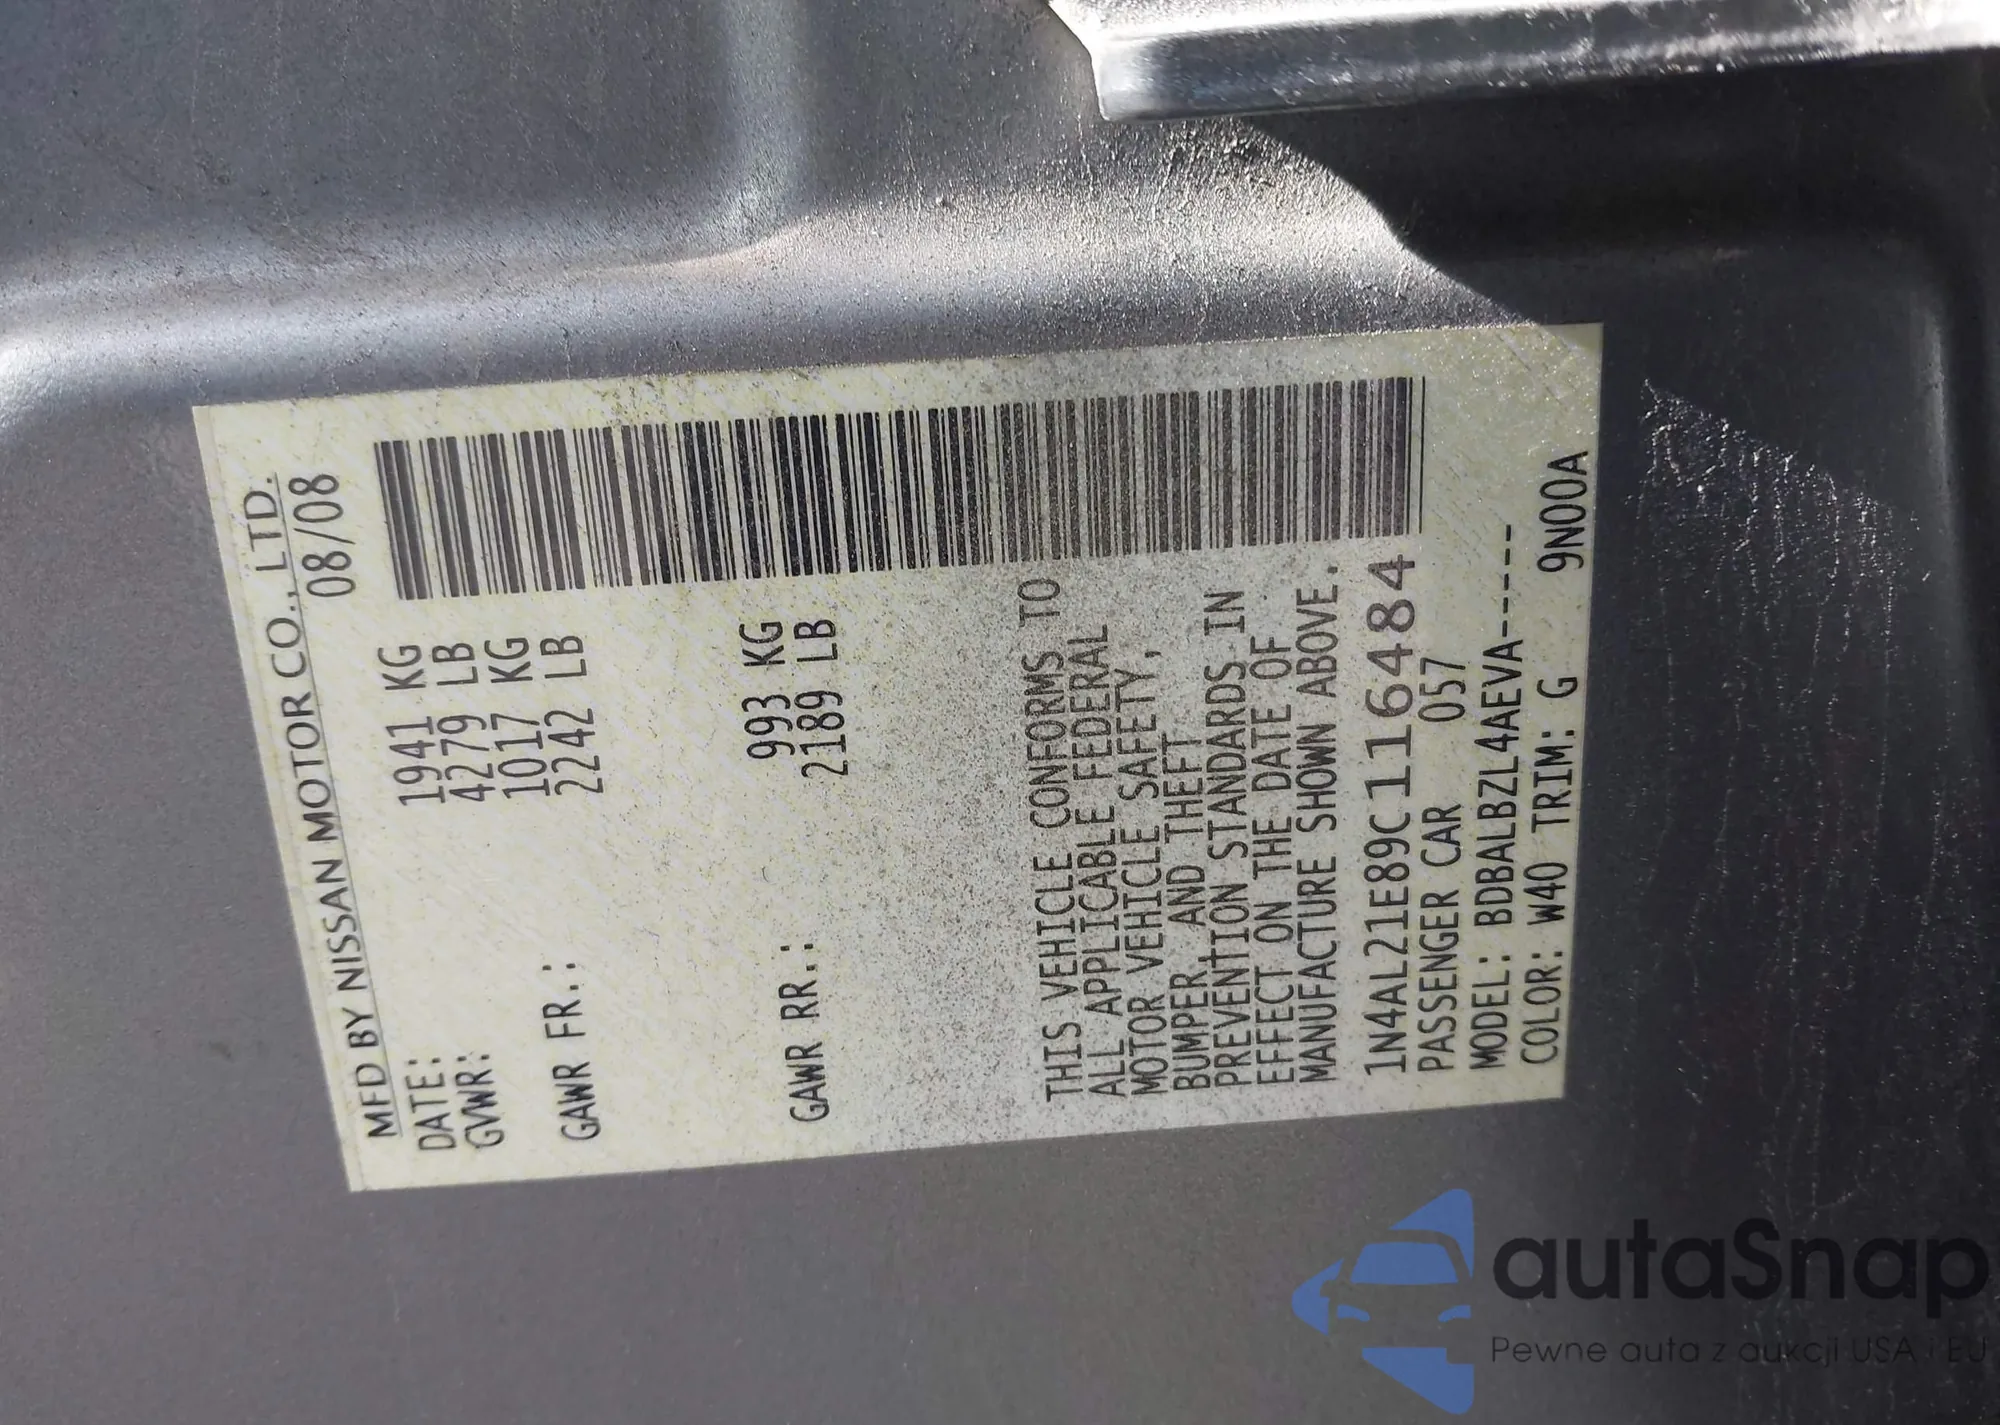 MFD BY NISSAN MOTOR CO., LTD.
DATE: 08/08
GVWR: 1941 KG
4279 LB
GAWR FR.: 1017 KG
2242 LB
GAWR RR.: 993 KG
2189 LB
THIS VEHICLE CONFORMS TO
ALL APPLICABLE FEDERAL
MOTOR VEHICLE SAFETY,
BUMPER, AND THEFT
PREVENTION STANDARDS IN
EFFECT ON THE DATE OF
MANUFACTURE SHOWN ABOVE.
1N4AL21E89C116484
PASSENGER CAR 057
MODEL: BDBALBZL4AEVA-----
COLOR: W40 TRIM: G 9N00A
autaSnap
Pewne auta z aukcji USA i EU